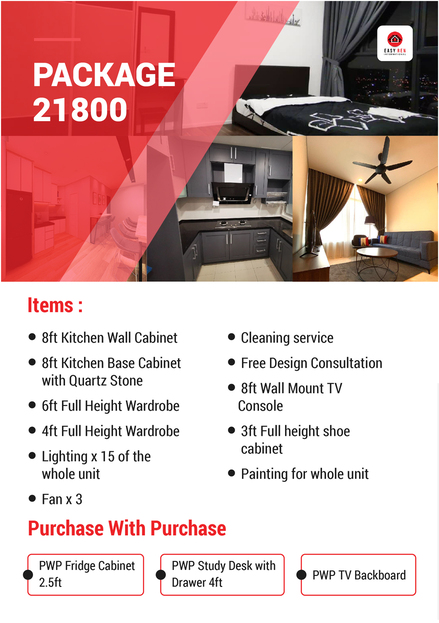 EASY REN
PACKAGE
21800
Items :
8ft Kitchen Wall Cabinet
8ft Kitchen Base Cabinet
with Quartz Stone
6ft Full Height Wardrobe
4ft Full Height Wardrobe
Lighting x 15 of the
whole unit
Fan x 3
Cleaning service
Free Design Consultation
8ft Wall Mount TV
Console
3ft Full height shoe
cabinet
Painting for whole unit
Purchase With Purchase
PWP Fridge Cabinet
2.5ft
PWP Study Desk with
Drawer 4ft
PWP TV Backboard